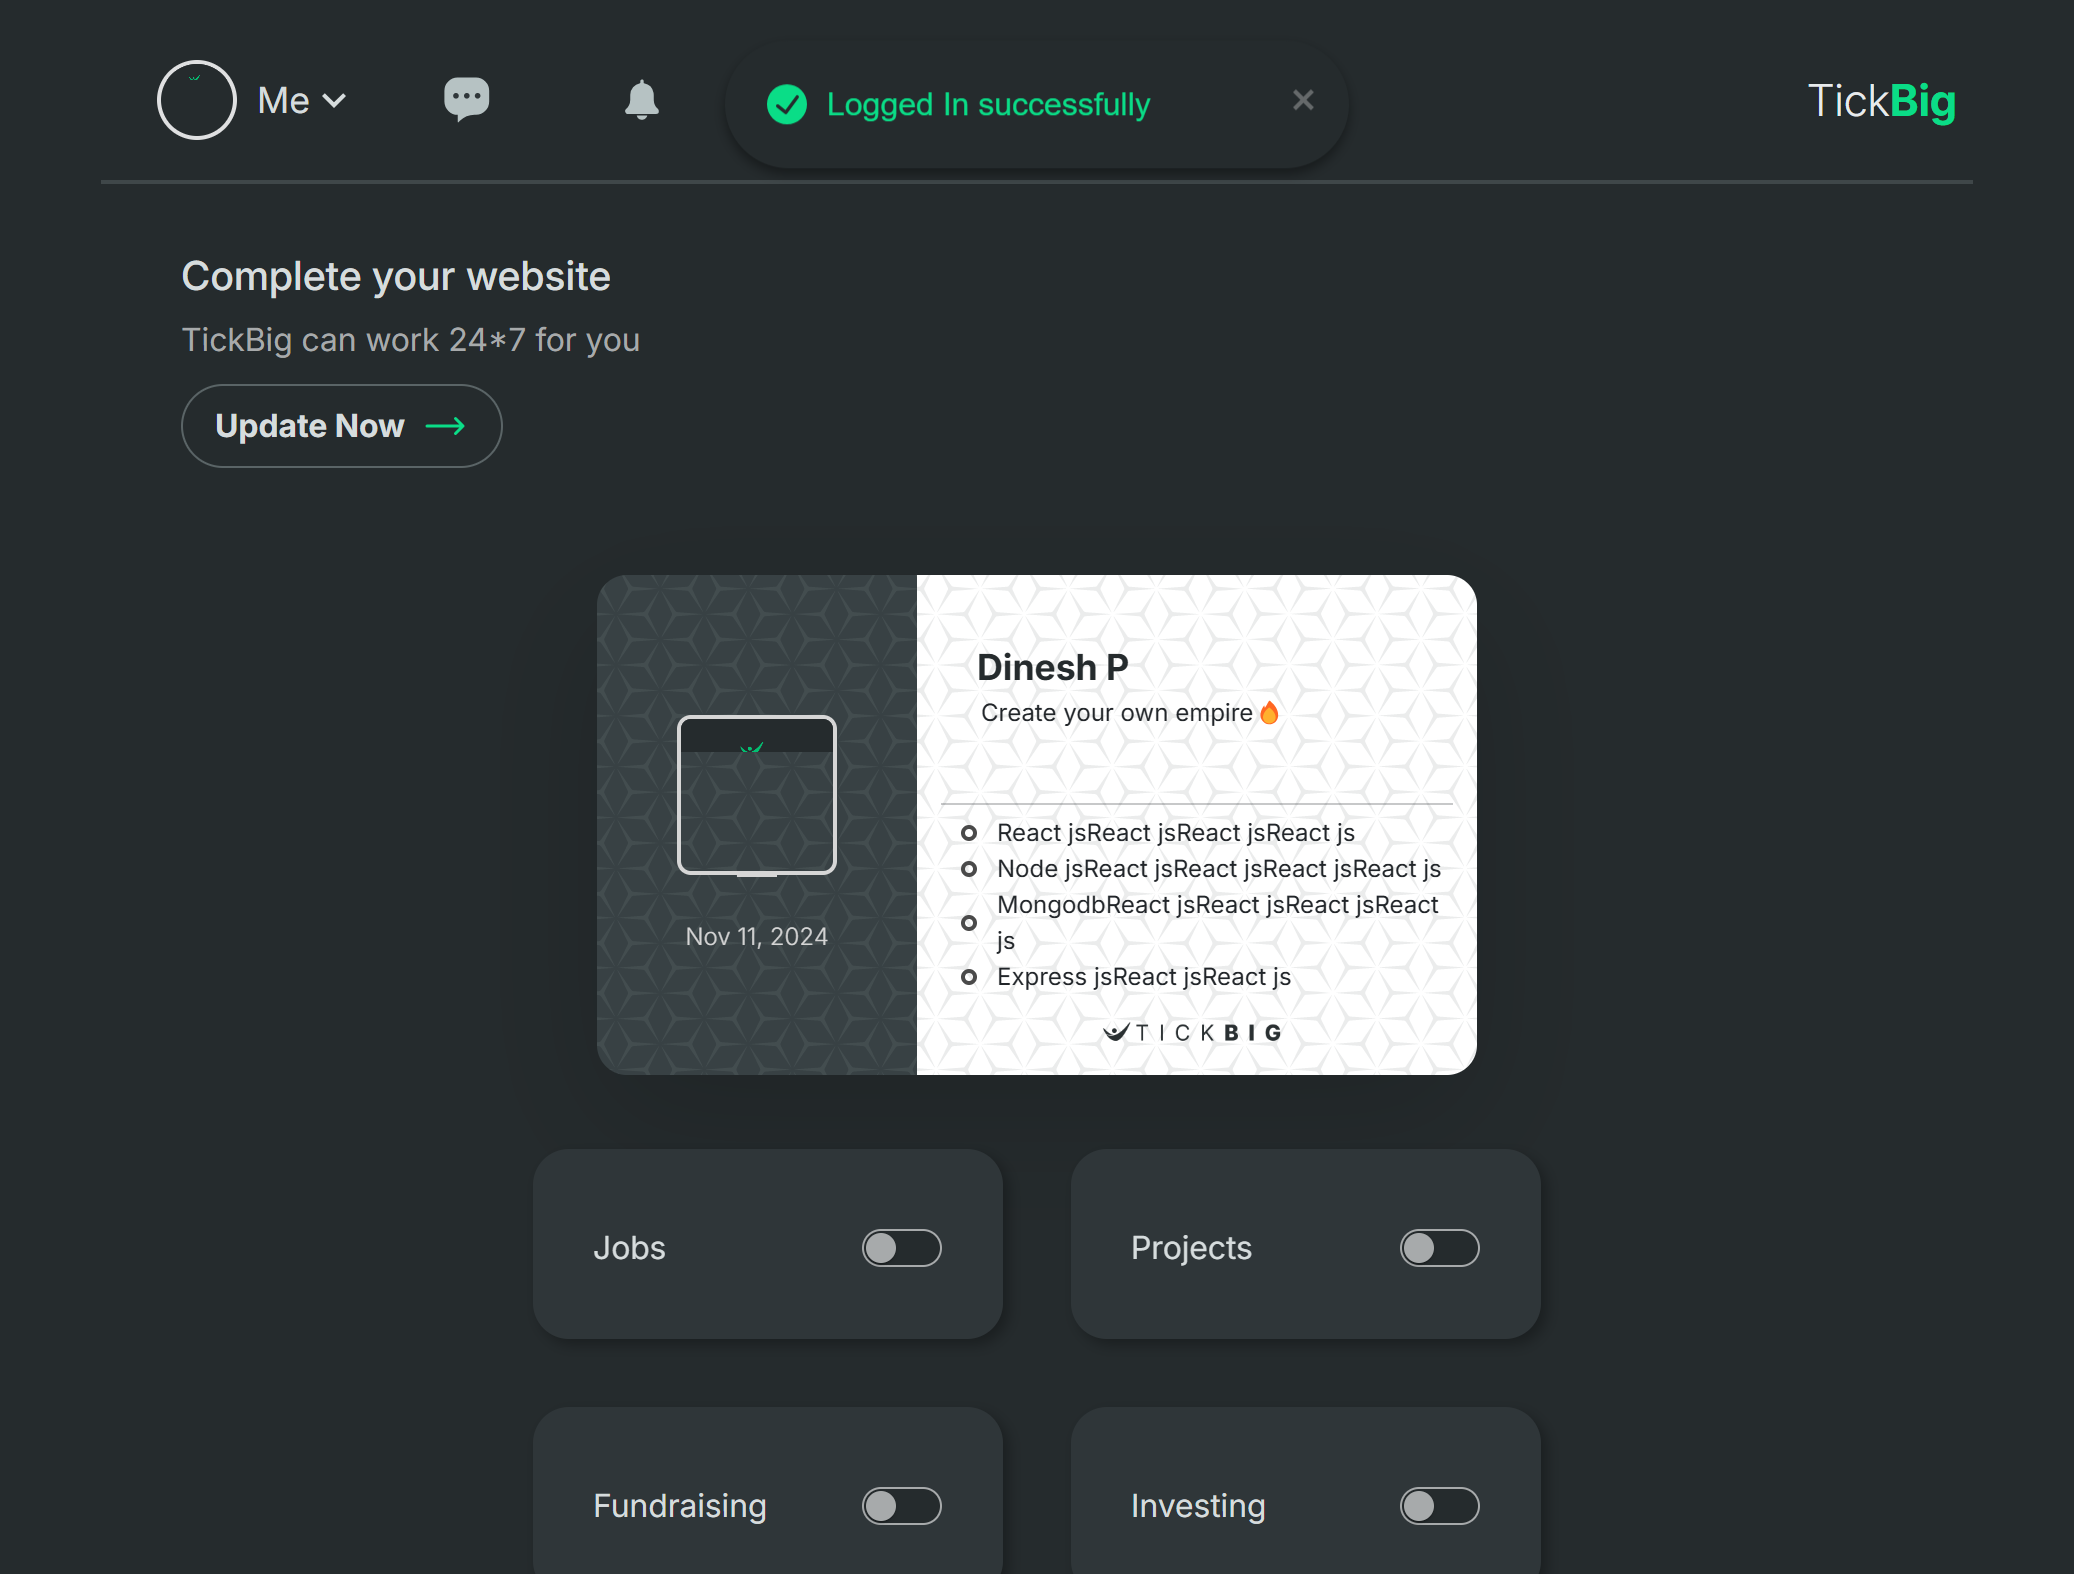 Me
Logged In successfully
TickBig
Complete your website
TickBig can work 24*7 for you
Update Now
Dinesh P
Create your own empire🔥
React jsReact jsReact jsReact js
Node jsReact jsReact jsReact jsReact js
MongodbReact jsReact jsReact jsReact
js
Express jsReact jsReact js
TICKBIG
Nov 11, 2024
Jobs
Projects
Fundraising
Investing